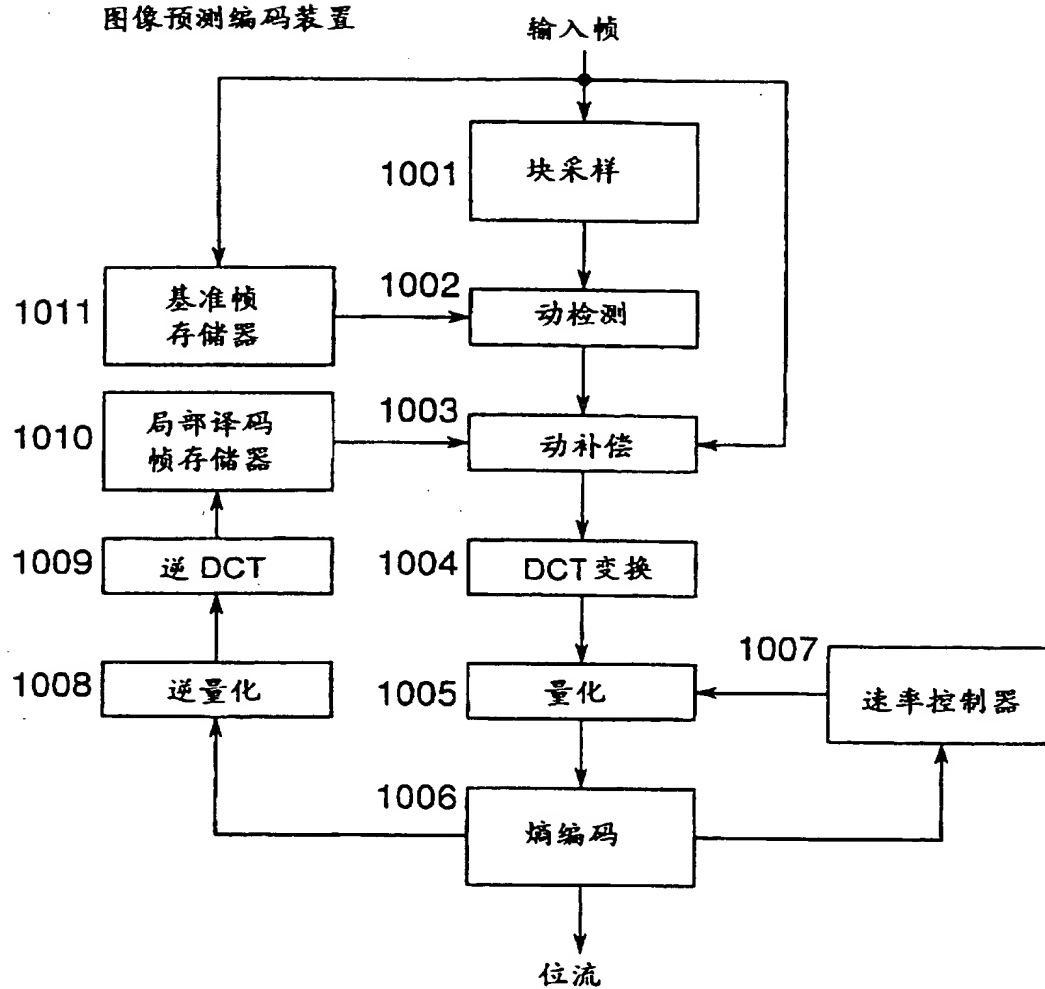 图像预测编码装置
输入帧
1001
块采样
1011
基准帧
存储器
1002
动检测
1010
局部译码
帧存储器
1003
动补偿
1009
逆DCT
1004
DCT变换
1008
逆量化
1005
量化
1007
速率控制器
1006
熵编码
位流